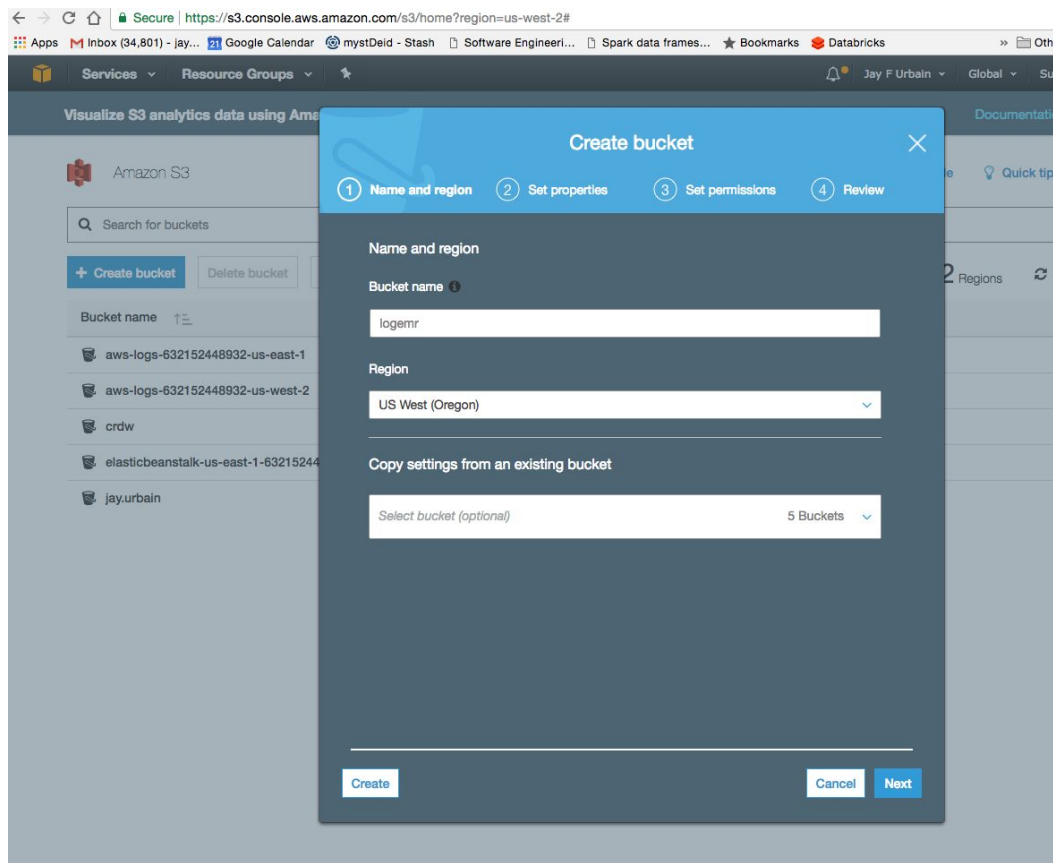 Secure https://s3.console.aws.amazon.com/s3/home?region=us-west-2#
Apps Inbox (34,801) - jay... 21 Google Calendar mystDeid - Stash Software Engineeri... Spark data frames... Bookmarks Databricks » Oth
Services Resource Groups Jay F Urbain Global Su
Visualize S3 analytics data using Ama Documentati
Create bucket
Amazon S3 Quick tip
1 Name and region 2 Set properties 3 Set permissions 4 Review
Search for buckets
Name and region
+ Create bucket Delete bucket 2 Regions
Bucket name
logemr
Bucket name
aws-logs-632152448932-us-east-1
Region
aws-logs-632152448932-us-west-2
US West (Oregon)
crdw
elasticbeanstalk-us-east-1-63215244
Copy settings from an existing bucket
jay.urbain
Select bucket (optional) 5 Buckets
Create Cancel Next